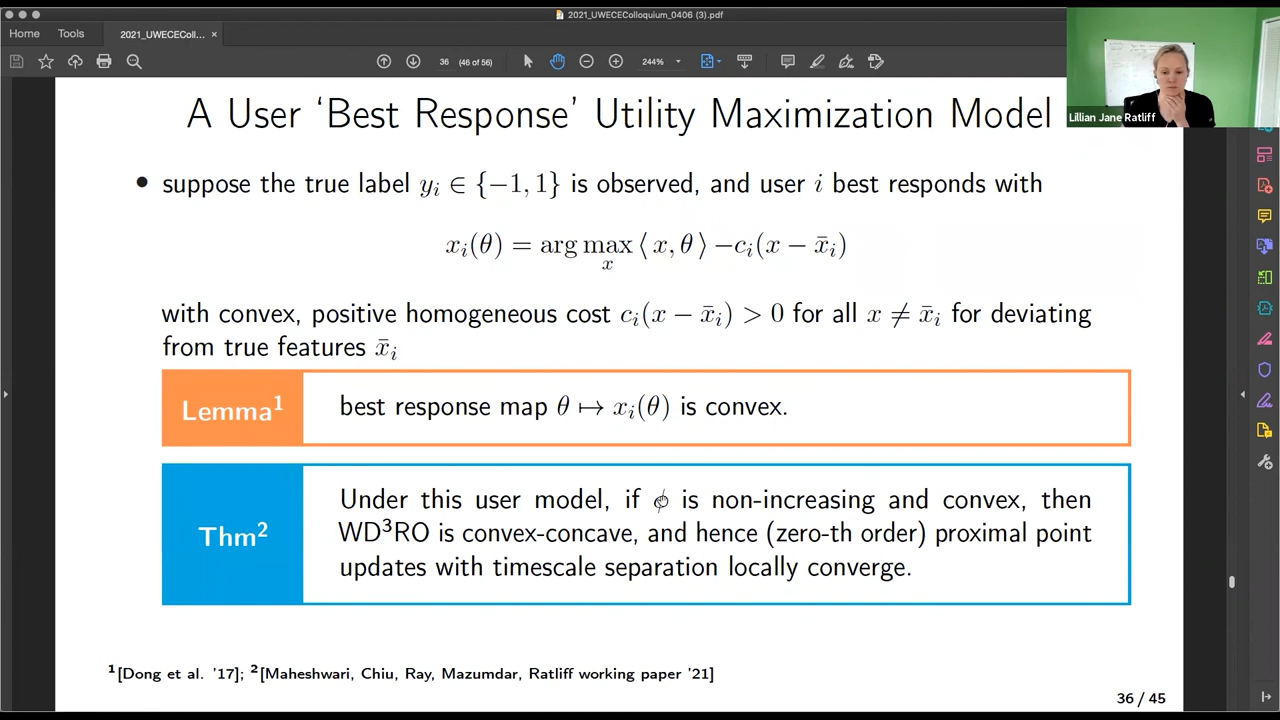 2021_UWECEColloquium_0406 (3).pdf
Home Tools 2021_UWECEColl... ×
36 (46 of 56) 244%
Lillian Jane Ratliff
A User ‘Best Response’ Utility Maximization Model
• suppose the true label yᵢ ∈ {−1, 1} is observed, and user i best responds with
xᵢ(θ) = arg max ⟨ x, θ ⟩ −cᵢ(x − x̄ᵢ)
x
with convex, positive homogeneous cost cᵢ(x − x̄ᵢ) > 0 for all x ≠ x̄ᵢ for deviating
from true features x̄ᵢ
Lemma¹ best response map θ ↦ xᵢ(θ) is convex.
Under this user model, if ϕ is non-increasing and convex, then
Thm² WD³RO is convex-concave, and hence (zero-th order) proximal point
updates with timescale separation locally converge.
¹[Dong et al. '17]; ²[Maheshwari, Chiu, Ray, Mazumdar, Ratliff working paper '21]
36 / 45